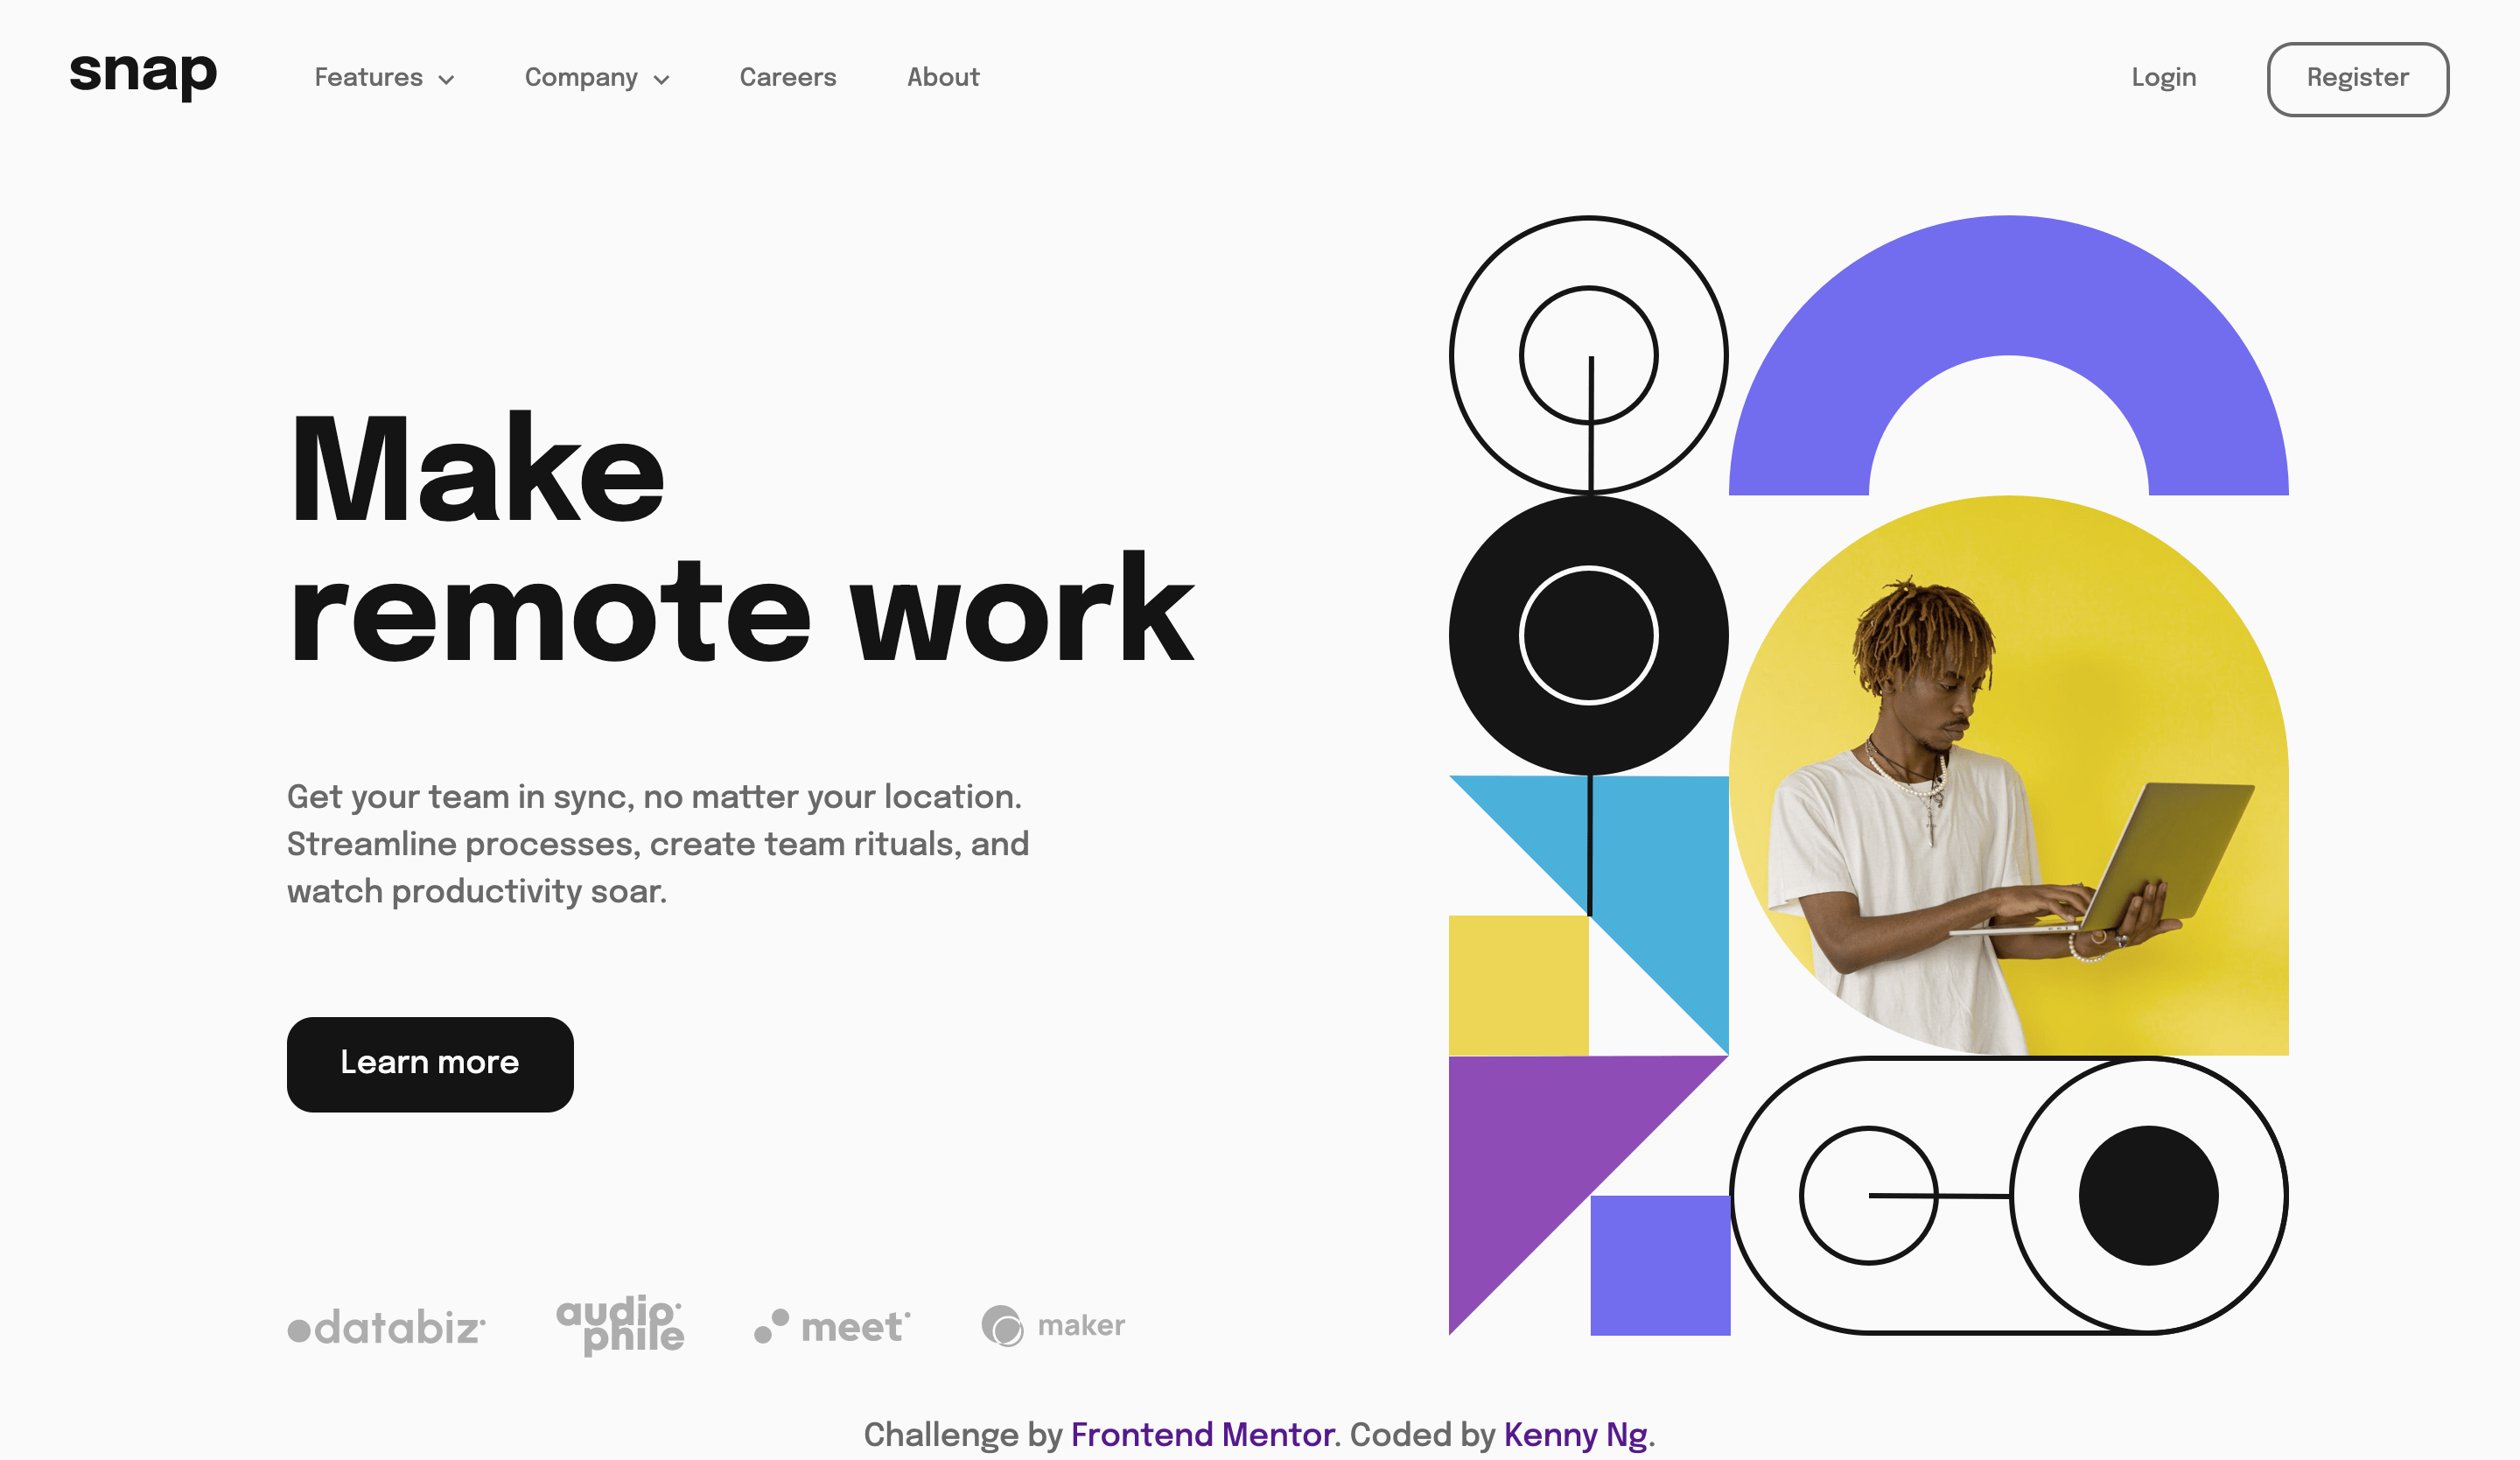 snap
Features
Company
Careers
About
Login
Register
Make
remote work
Get your team in sync, no matter your location.
Streamline processes, create team rituals, and
watch productivity soar.
Learn more
databiz
audio
phile
meet
maker
Challenge by Frontend Mentor. Coded by Kenny Ng.